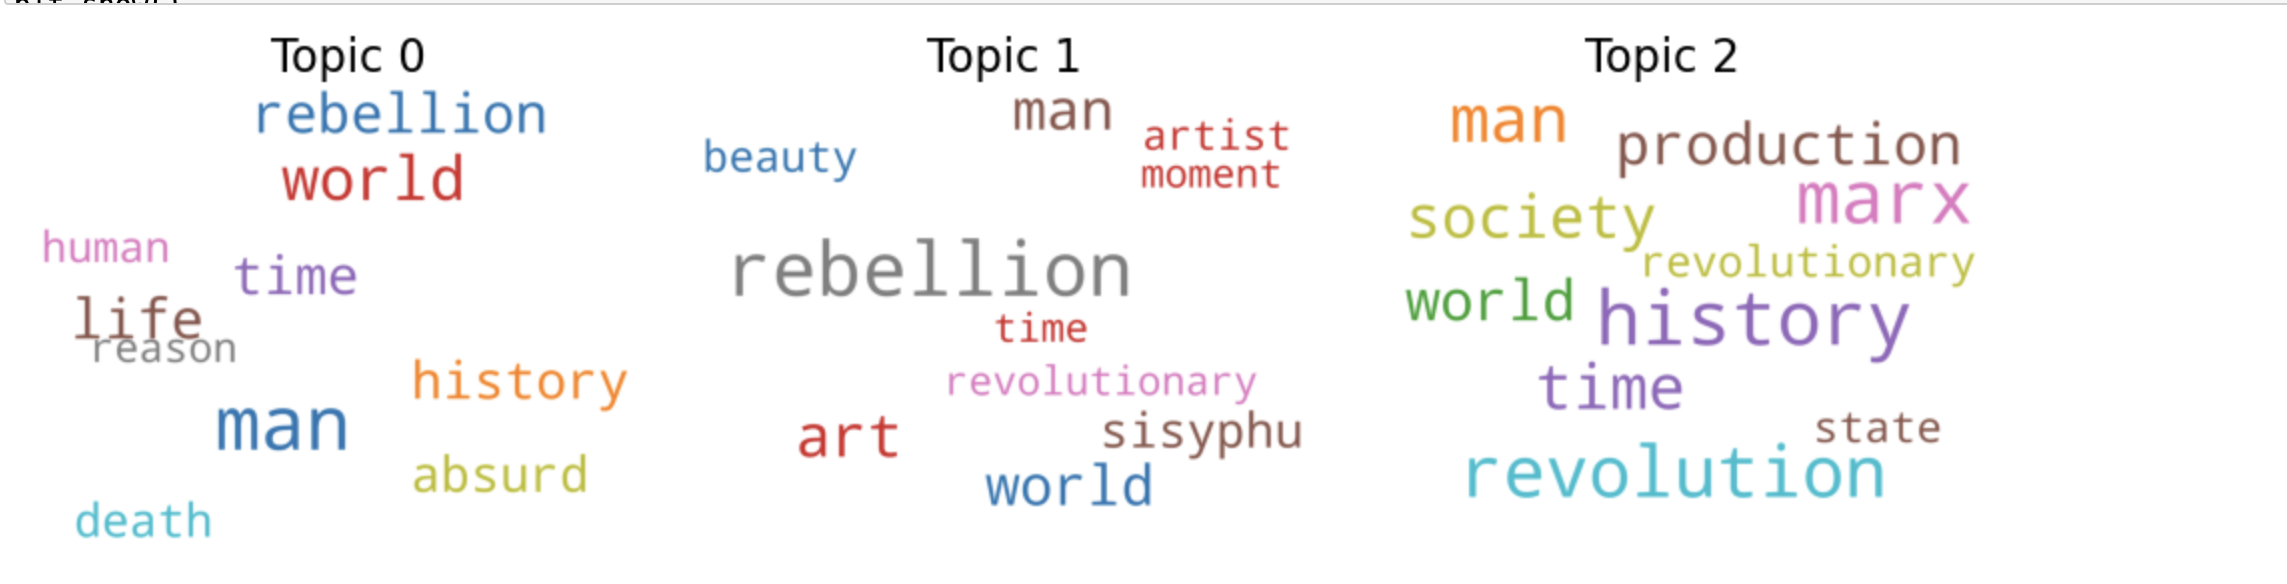 Topic 0
rebellion
world
human
time
life
reason
history
man
absurd
death
Topic 1
man
artist
beauty
moment
rebellion
time
revolutionary
art
sisyphu
world
Topic 2
man
production
marx
society
revolutionary
world
history
time
state
revolution